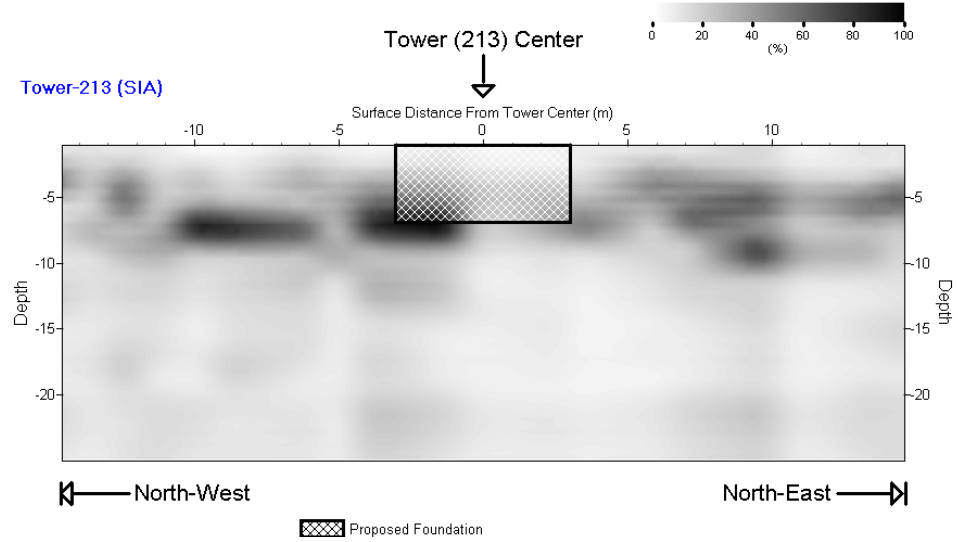 0 20 40 60 80 100
(%)
Tower (213) Center
Tower-213 (SIA)
Surface Distance From Tower Center (m)
-10 -5 0 5 10
-5 -5
-10 -10
Depth Depth
-15 -15
-20 -20
North-West North-East
Proposed Foundation